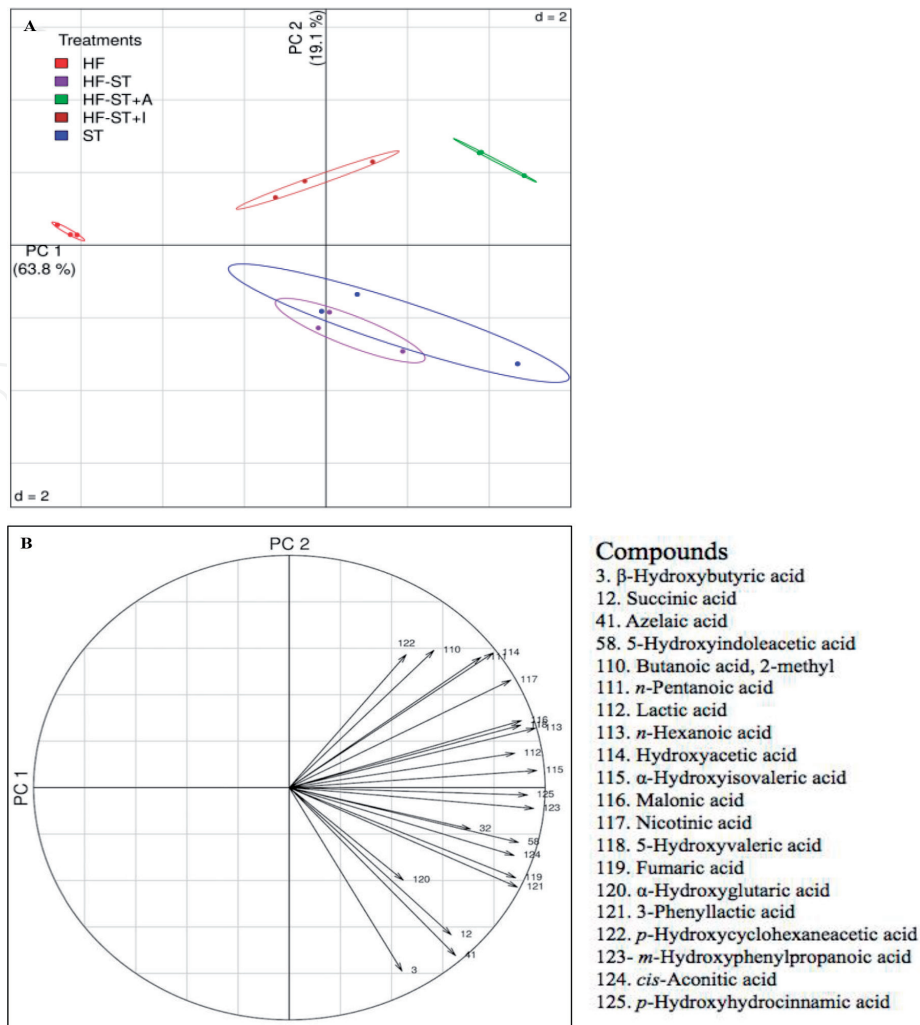 A
d = 2
Treatments
HF
HF-ST
HF-ST+A
HF-ST+I
ST
PC 2
(19.1 %)
PC 1
(63.8 %)
d = 2
B
PC 2
PC 1
122
110
114
111
117
116
118
113
112
115
125
123
32
58
124
119
121
120
12
41
3
Compounds
3. β-Hydroxybutyric acid
12. Succinic acid
41. Azelaic acid
58. 5-Hydroxyindoleacetic acid
110. Butanoic acid, 2-methyl
111. n-Pentanoic acid
112. Lactic acid
113. n-Hexanoic acid
114. Hydroxyacetic acid
115. α-Hydroxyisovaleric acid
116. Malonic acid
117. Nicotinic acid
118. 5-Hydroxyvaleric acid
119. Fumaric acid
120. α-Hydroxyglutaric acid
121. 3-Phenyllactic acid
122. p-Hydroxycyclohexaneacetic acid
123- m-Hydroxyphenylpropanoic acid
124. cis-Aconitic acid
125. p-Hydroxyhydrocinnamic acid